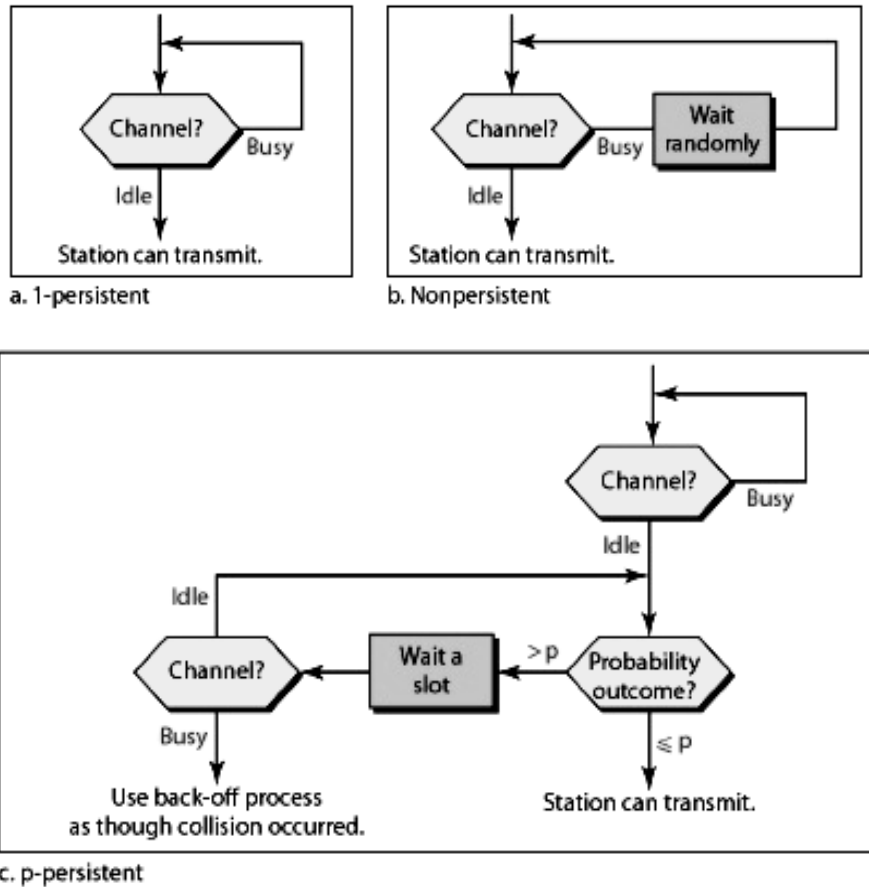 Channel?
Busy
Idle
Station can transmit.
a. 1-persistent
Channel?
Busy
Wait
randomly
Idle
Station can transmit.
b. Nonpersistent
Channel?
Busy
Idle
Idle
Channel?
Wait a
slot
>p
Probability
outcome?
Busy
⩽ p
Use back-off process
as though collision occurred.
Station can transmit.
c. p-persistent